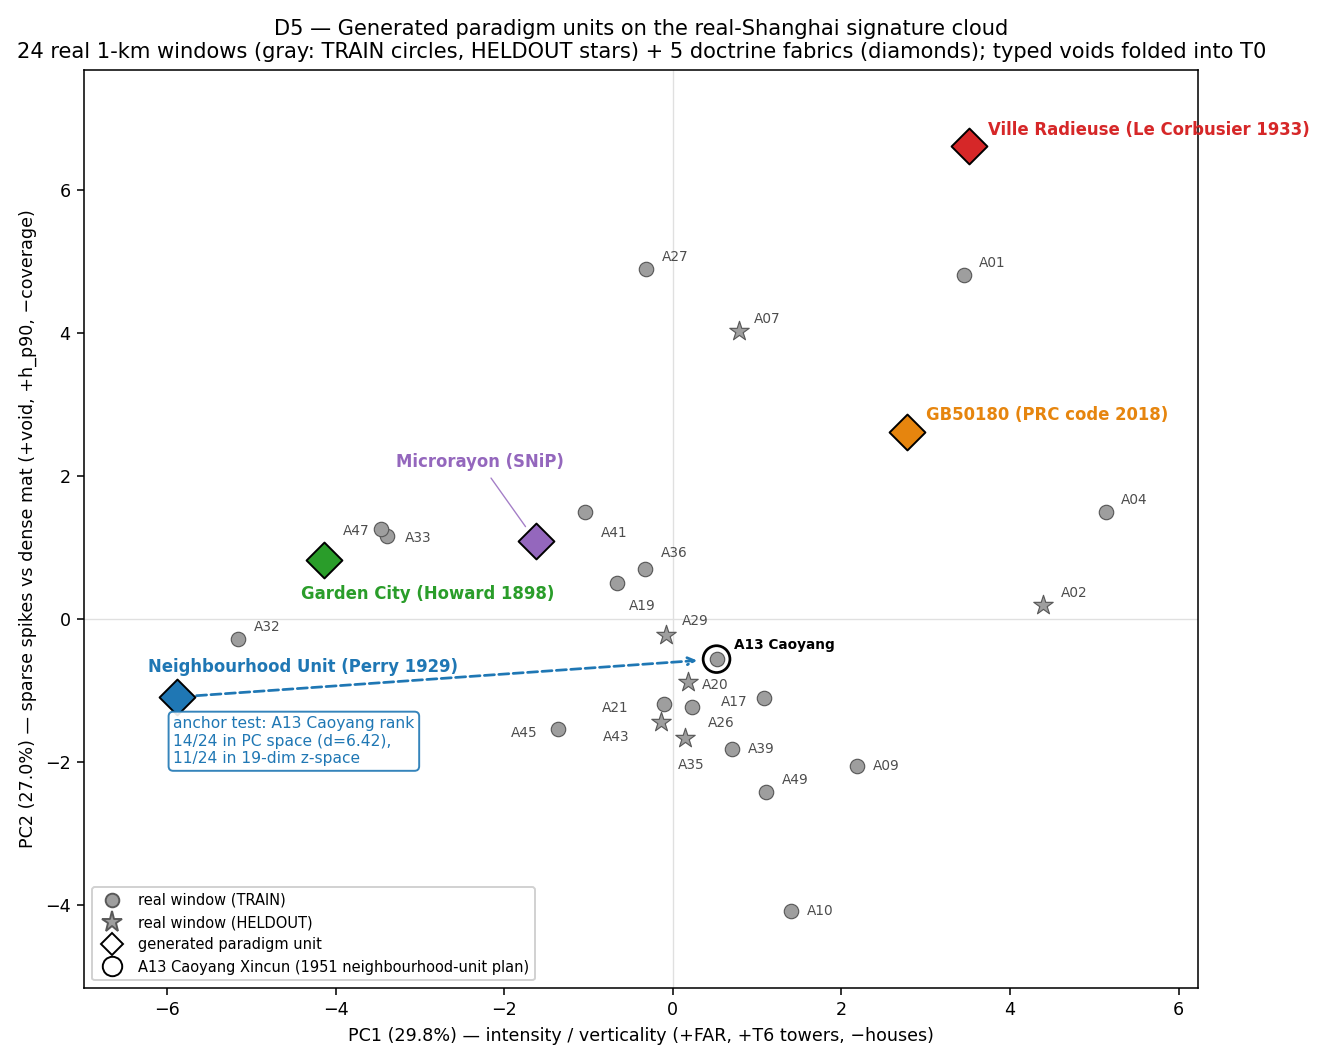 D5 — Generated paradigm units on the real-Shanghai signature cloud
24 real 1-km windows (gray: TRAIN circles, HELDOUT stars) + 5 doctrine fabrics (diamonds); typed voids folded into T0
Ville Radieuse (Le Corbusier 1933)
A27
A01
A07
GB50180 (PRC code 2018)
Microrayon (SNiP)
A04
A47
A33
A41
A36
Garden City (Howard 1898)
A19
A02
A32
A29
A13 Caoyang
Neighbourhood Unit (Perry 1929)
A20
A21
A17
anchor test: A13 Caoyang rank
14/24 in PC space (d=6.42),
11/24 in 19-dim z-space
A45
A43
A26
A35
A39
A09
A49
A10
real window (TRAIN)
real window (HELDOUT)
generated paradigm unit
A13 Caoyang Xincun (1951 neighbourhood-unit plan)
6
4
2
0
−2
−4
−6
−4
−2
0
2
4
6
PC1 (29.8%) — intensity / verticality (+FAR, +T6 towers, −houses)
PC2 (27.0%) — sparse spikes vs dense mat (+void, +h_p90, −coverage)